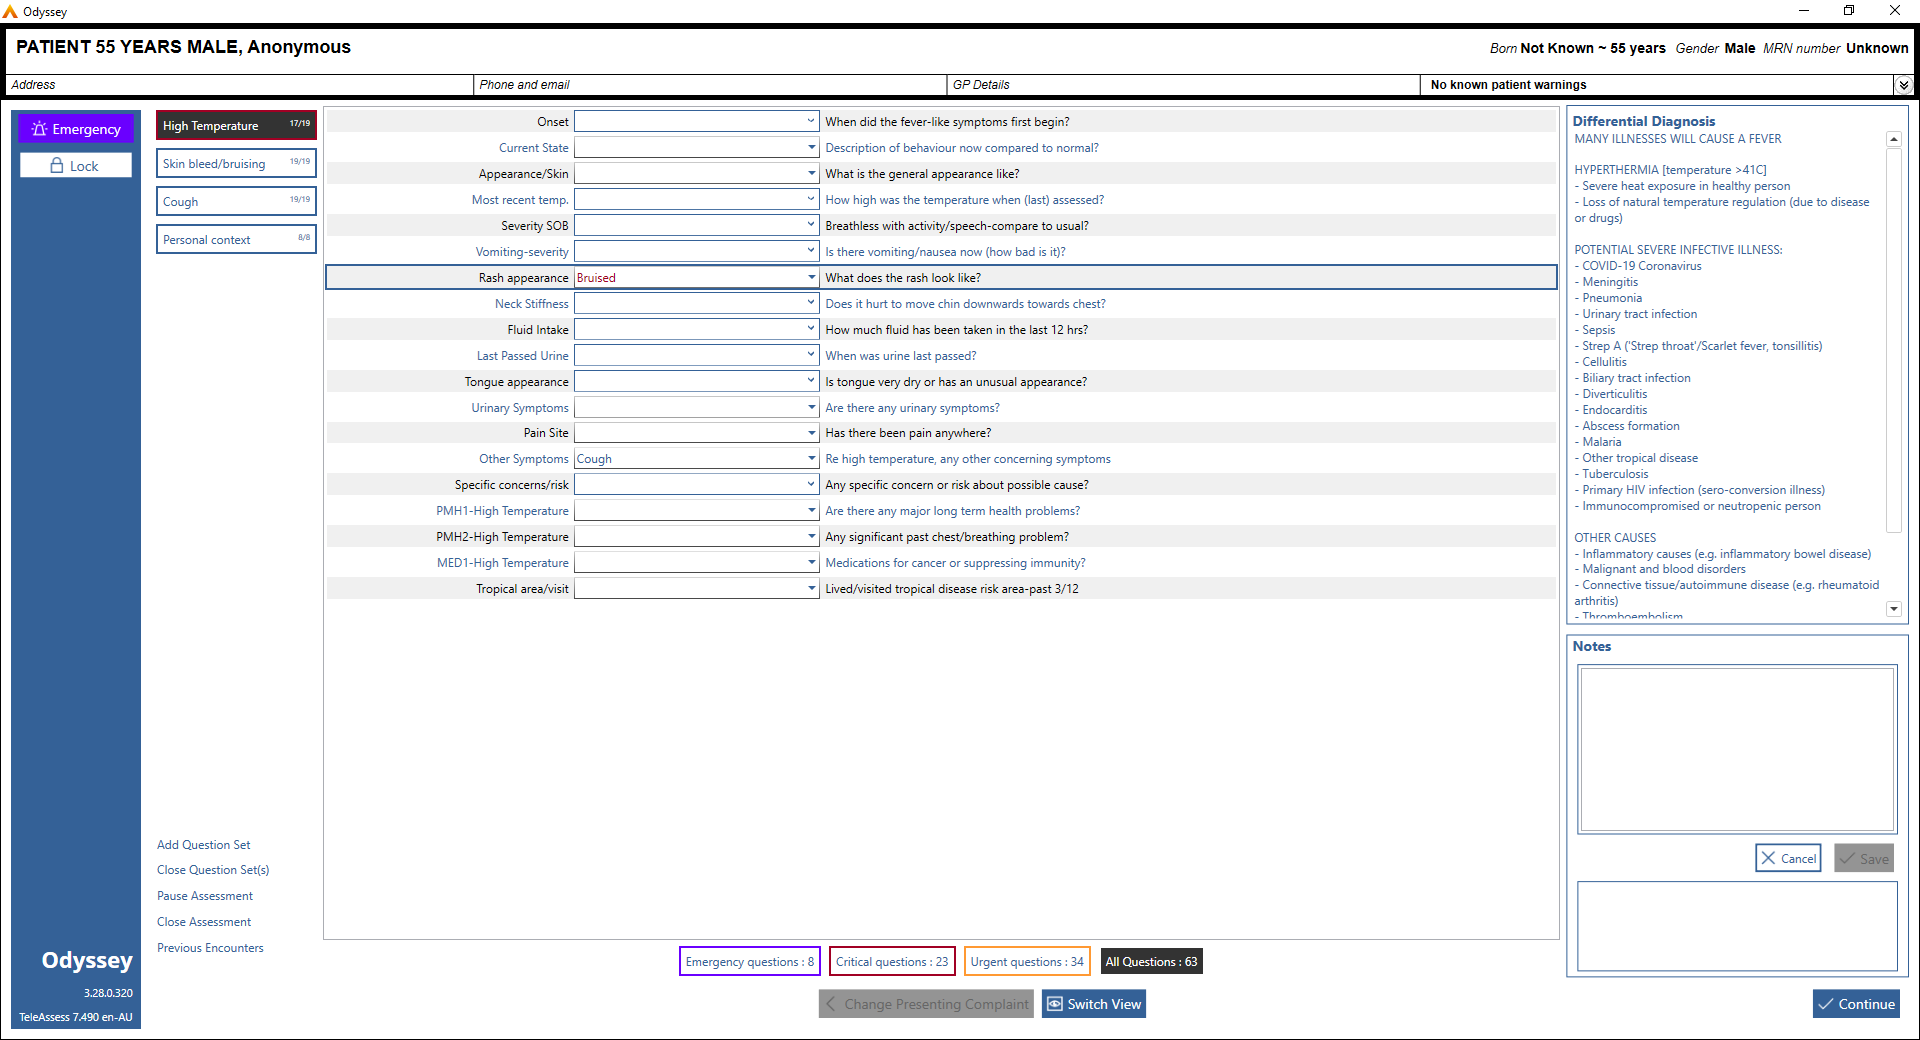 Odyssey
PATIENT 55 YEARS MALE, Anonymous
Born Not Known ~ 55 years Gender Male MRN number Unknown
Address
Phone and email
GP Details
No known patient warnings
Emergency
Lock
High Temperature 17/19
Skin bleed/bruising 19/19
Cough 19/19
Personal context 8/8
Onset When did the fever-like symptoms first begin?
Current State Description of behaviour now compared to normal?
Appearance/Skin What is the general appearance like?
Most recent temp. How high was the temperature when (last) assessed?
Severity SOB Breathless with activity/speech-compare to usual?
Vomiting-severity Is there vomiting/nausea now (how bad is it)?
Rash appearance Bruised What does the rash look like?
Neck Stiffness Does it hurt to move chin downwards towards chest?
Fluid Intake How much fluid has been taken in the last 12 hrs?
Last Passed Urine When was urine last passed?
Tongue appearance Is tongue very dry or has an unusual appearance?
Urinary Symptoms Are there any urinary symptoms?
Pain Site Has there been pain anywhere?
Other Symptoms Cough Re high temperature, any other concerning symptoms
Specific concerns/risk Any specific concern or risk about possible cause?
PMH1-High Temperature Are there any major long term health problems?
PMH2-High Temperature Any significant past chest/breathing problem?
MED1-High Temperature Medications for cancer or suppressing immunity?
Tropical area/visit Lived/visited tropical disease risk area-past 3/12
Differential Diagnosis
MANY ILLNESSES WILL CAUSE A FEVER
HYPERTHERMIA [temperature >41C]
- Severe heat exposure in healthy person
- Loss of natural temperature regulation (due to disease
or drugs)
POTENTIAL SEVERE INFECTIVE ILLNESS:
- COVID-19 Coronavirus
- Meningitis
- Pneumonia
- Urinary tract infection
- Sepsis
- Strep A ('Strep throat'/Scarlet fever, tonsillitis)
- Cellulitis
- Biliary tract infection
- Diverticulitis
- Endocarditis
- Abscess formation
- Malaria
- Other tropical disease
- Tuberculosis
- Primary HIV infection (sero-conversion illness)
- Immunocompromised or neutropenic person
OTHER CAUSES
- Inflammatory causes (e.g. inflammatory bowel disease)
- Malignant and blood disorders
- Connective tissue/autoimmune disease (e.g. rheumatoid
arthritis)
- Thromboembolism
Notes
Cancel
Save
Add Question Set
Close Question Set(s)
Pause Assessment
Close Assessment
Previous Encounters
Odyssey
3.28.0.320
TeleAssess 7.490 en-AU
Emergency questions : 8
Critical questions : 23
Urgent questions : 34
All Questions : 63
Change Presenting Complaint
Switch View
Continue